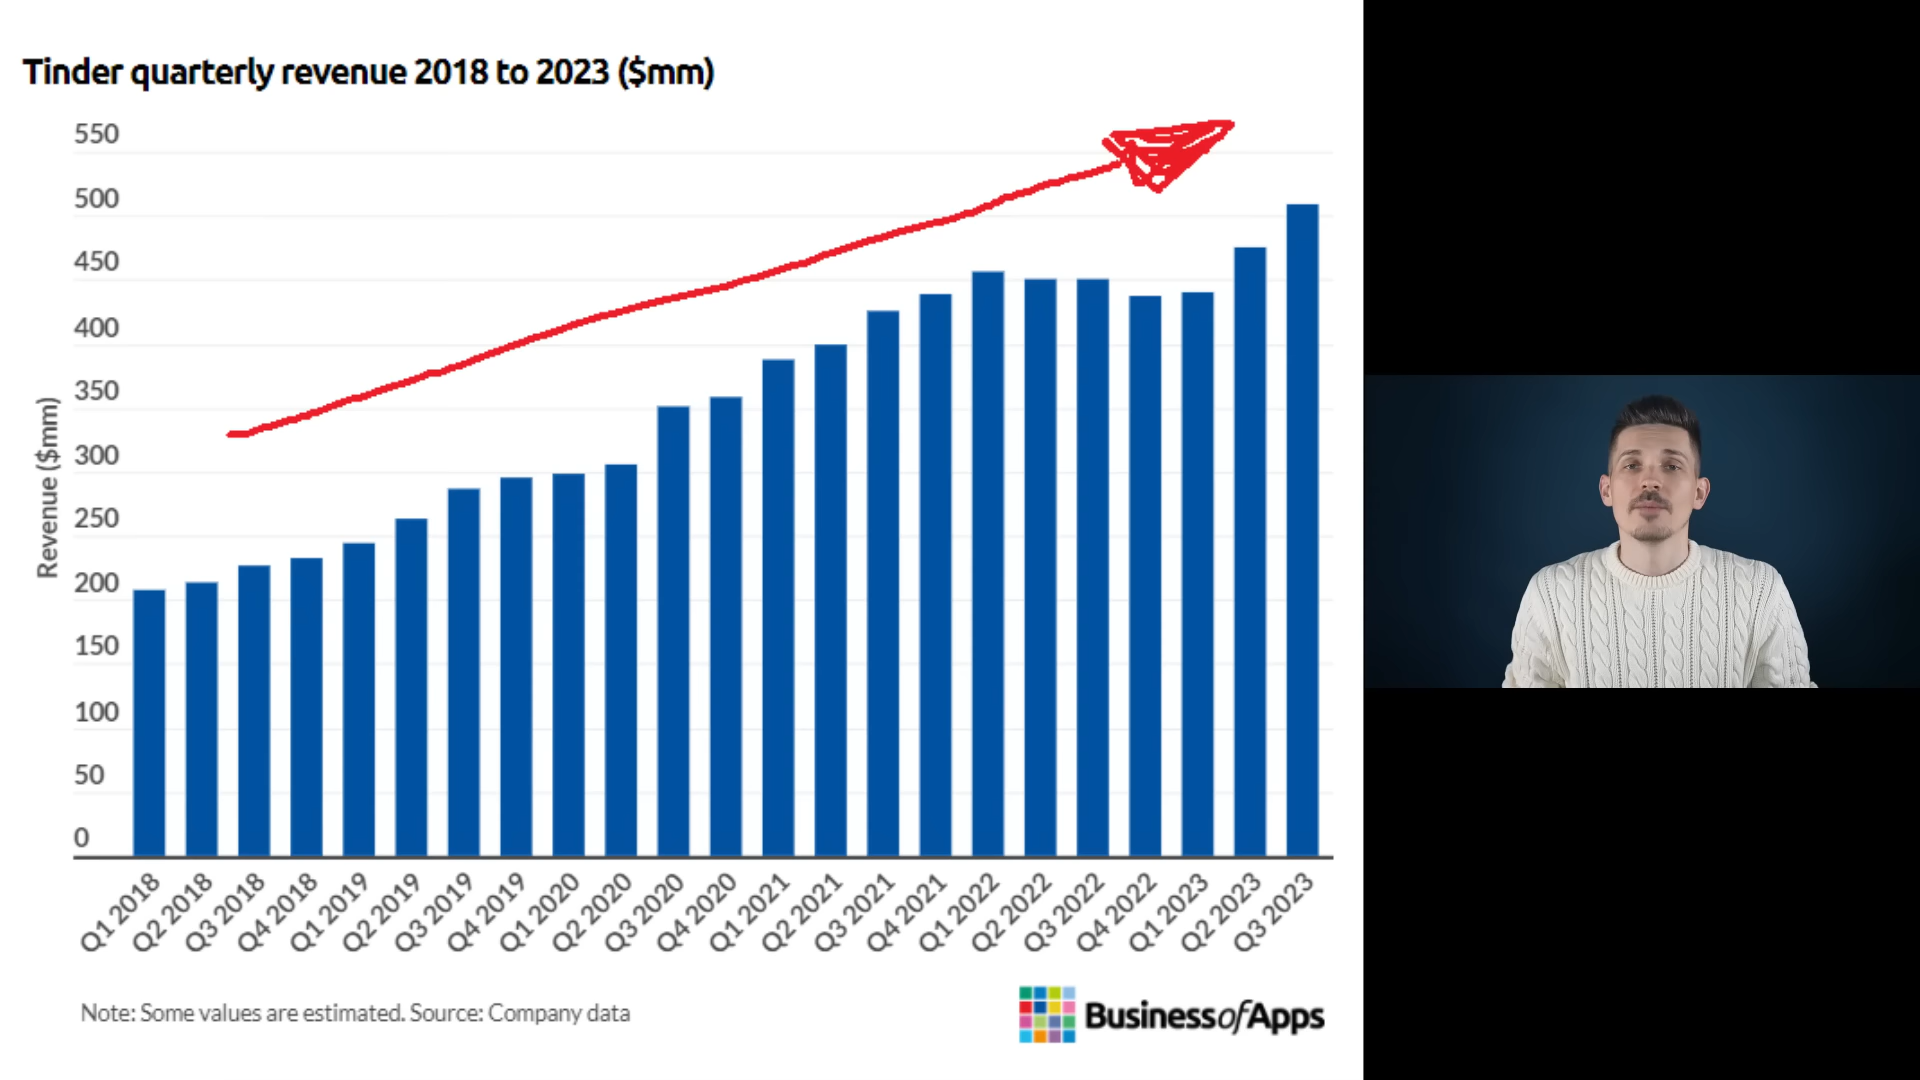 Tinder quarterly revenue 2018 to 2023 ($mm)
550
500
450
400
350
300
250
200
150
100
50
0
Revenue ($mm)
Q1 2018
Q2 2018
Q3 2018
Q4 2018
Q1 2019
Q2 2019
Q3 2019
Q4 2019
Q1 2020
Q2 2020
Q3 2020
Q4 2020
Q1 2021
Q2 2021
Q3 2021
Q4 2021
Q1 2022
Q2 2022
Q3 2022
Q4 2022
Q1 2023
Q2 2023
Q3 2023
Note: Some values are estimated. Source: Company data
BusinessofApps